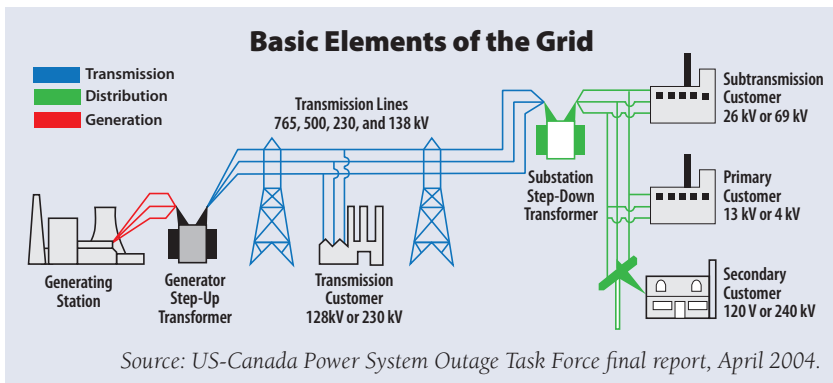 Basic Elements of the Grid
Transmission
Distribution
Generation
Transmission Lines
765, 500, 230, and 138 kV
Generating
Station
Generator
Step-Up
Transformer
Transmission
Customer
128kV or 230 kV
Substation
Step-Down
Transformer
Subtransmission
Customer
26 kV or 69 kV
Primary
Customer
13 kV or 4 kV
Secondary
Customer
120 V or 240 kV
Source: US-Canada Power System Outage Task Force final report, April 2004.